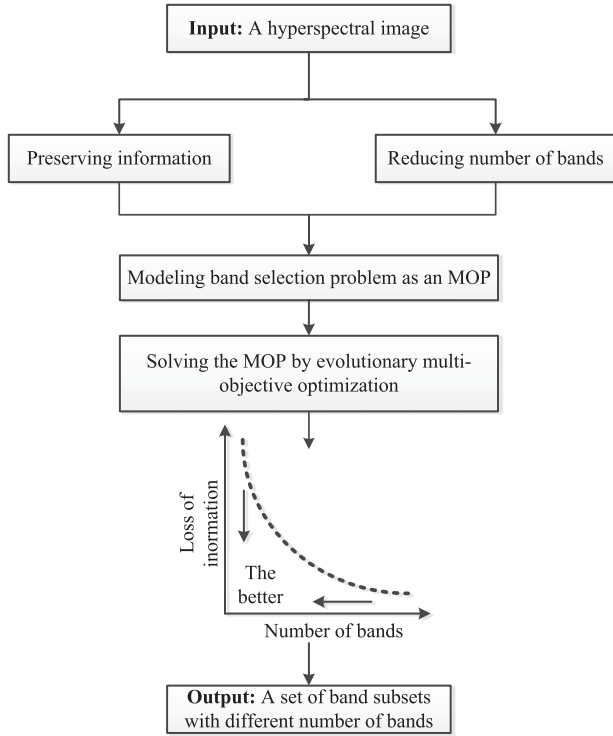 Input: A hyperspectral image
Preserving information
Reducing number of bands
Modeling band selection problem as an MOP
Solving the MOP by evolutionary multi-
objective optimization
Loss of
inormation
The
better
Number of bands
Output: A set of band subsets
with different number of bands